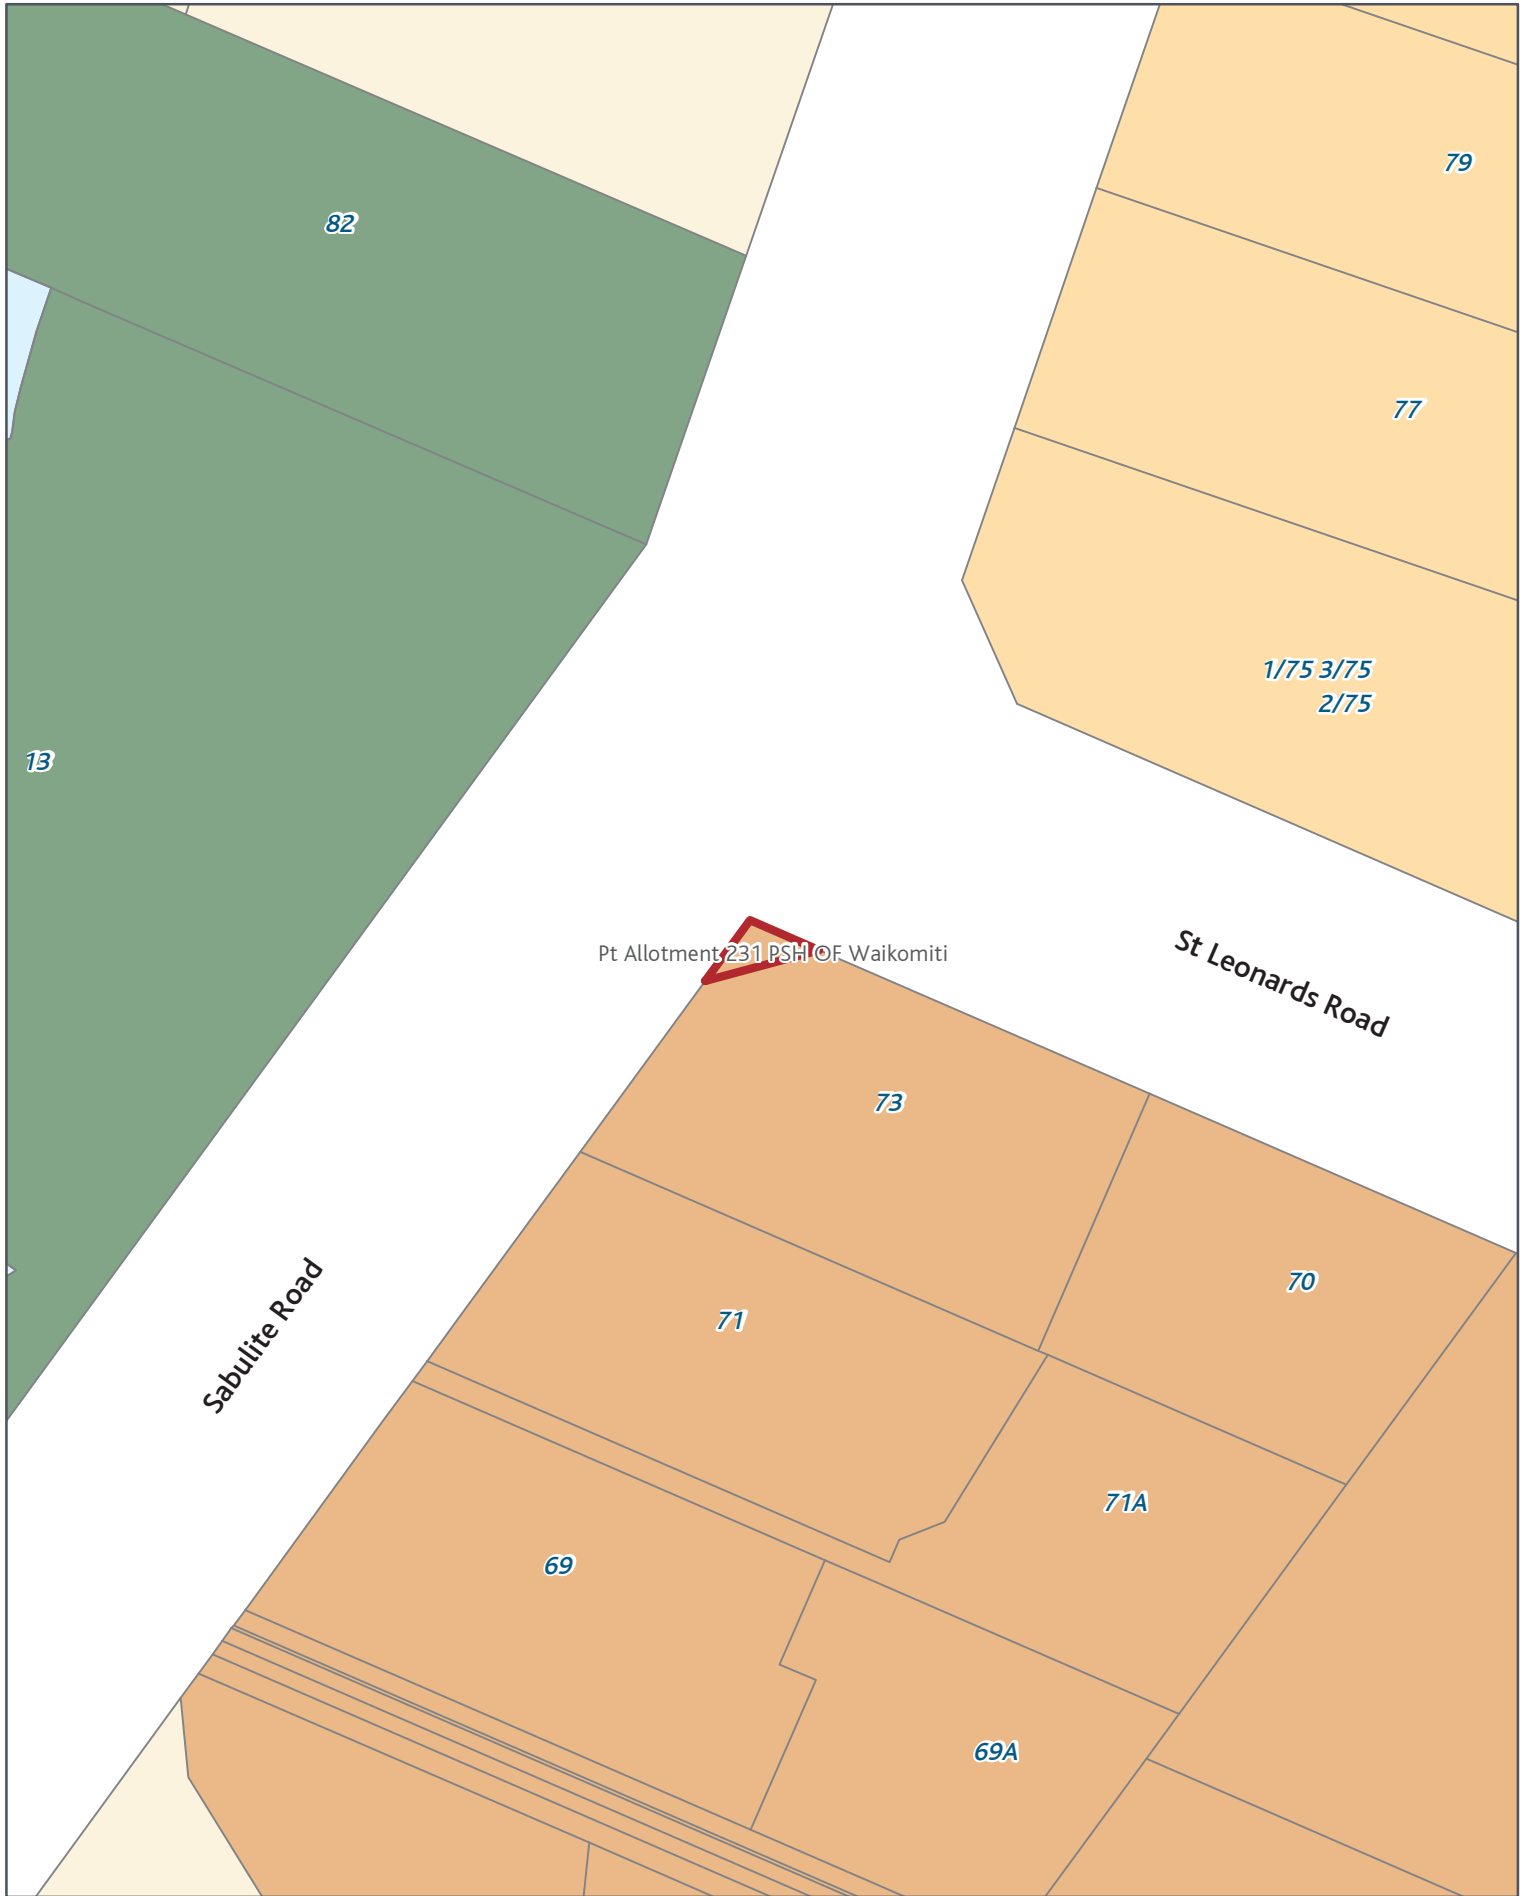 79
82
77
1/75 3/75
2/75
13
Pt Allotment 231 PSH OF Waikomiti
St Leonards Road
73
70
Sabulite Road
71
71A
69
69A